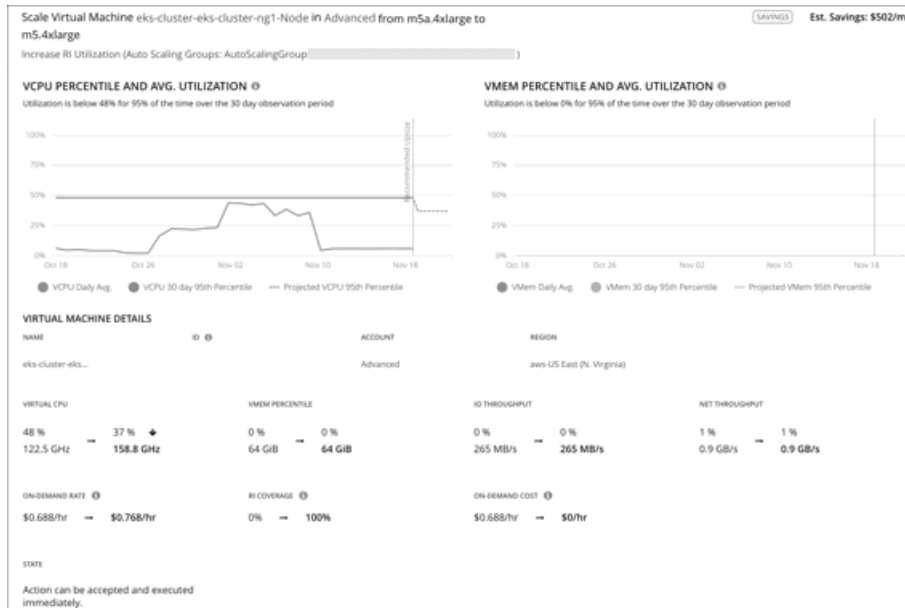 Scale Virtual Machine eks-cluster-eks-cluster-ng1-Node in Advanced from m5a.4xlarge to
m5.4xlarge
SAVINGS
Est. Savings: $502/m
Increase RI Utilization (Auto Scaling Groups: AutoScalingGroup )
VCPU PERCENTILE AND AVG. UTILIZATION
Utilization is below 48% for 95% of the time over the 30 day observation period
100%
75%
50%
25%
0%
Recommended Upsize
Oct 18 Oct 26 Nov 02 Nov 10 Nov 18
VCPU Daily Avg. VCPU 30 day 95th Percentile Projected VCPU 95th Percentile
VMEM PERCENTILE AND AVG. UTILIZATION
Utilization is below 0% for 95% of the time over the 30 day observation period
100%
75%
50%
25%
0%
Oct 18 Oct 26 Nov 02 Nov 10 Nov 18
VMem Daily Avg. VMem 30 day 95th Percentile Projected VMem 95th Percentile
VIRTUAL MACHINE DETAILS
NAME ID ACCOUNT REGION
eks-cluster-eks... Advanced aws-US East (N. Virginia)
VIRTUAL CPU VMEM PERCENTILE IO THROUGHPUT NET THROUGHPUT
48 % → 37 % 0 % → 0 % 0 % → 0 % 1 % → 1 %
122.5 GHz 158.8 GHz 64 GiB 64 GiB 265 MB/s 265 MB/s 0.9 GB/s 0.9 GB/s
ON-DEMAND RATE RI COVERAGE ON-DEMAND COST
$0.688/hr → $0.768/hr 0% → 100% $0.688/hr → $0/hr
STATE
Action can be accepted and executed
immediately.